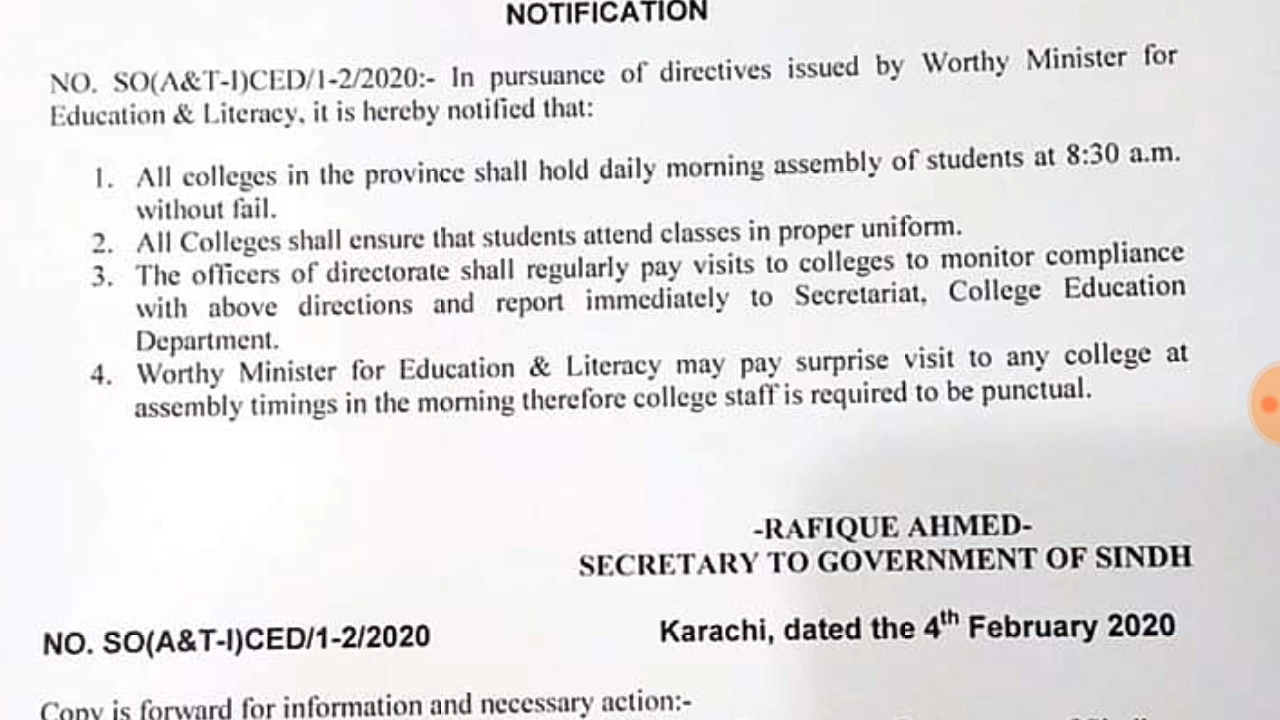 NOTIFICATION
NO. SO(A&T-I)CED/1-2/2020:- In pursuance of directives issued by Worthy Minister for
Education & Literacy, it is hereby notified that:
1. All colleges in the province shall hold daily morning assembly of students at 8:30 a.m.
without fail.
2. All Colleges shall ensure that students attend classes in proper uniform.
3. The officers of directorate shall regularly pay visits to colleges to monitor compliance
with above directions and report immediately to Secretariat, College Education
Department.
4. Worthy Minister for Education & Literacy may pay surprise visit to any college at
assembly timings in the morning therefore college staff is required to be punctual.
-RAFIQUE AHMED-
SECRETARY TO GOVERNMENT OF SINDH
NO. SO(A&T-I)CED/1-2/2020 Karachi, dated the 4th February 2020
Copy is forward for information and necessary action:-